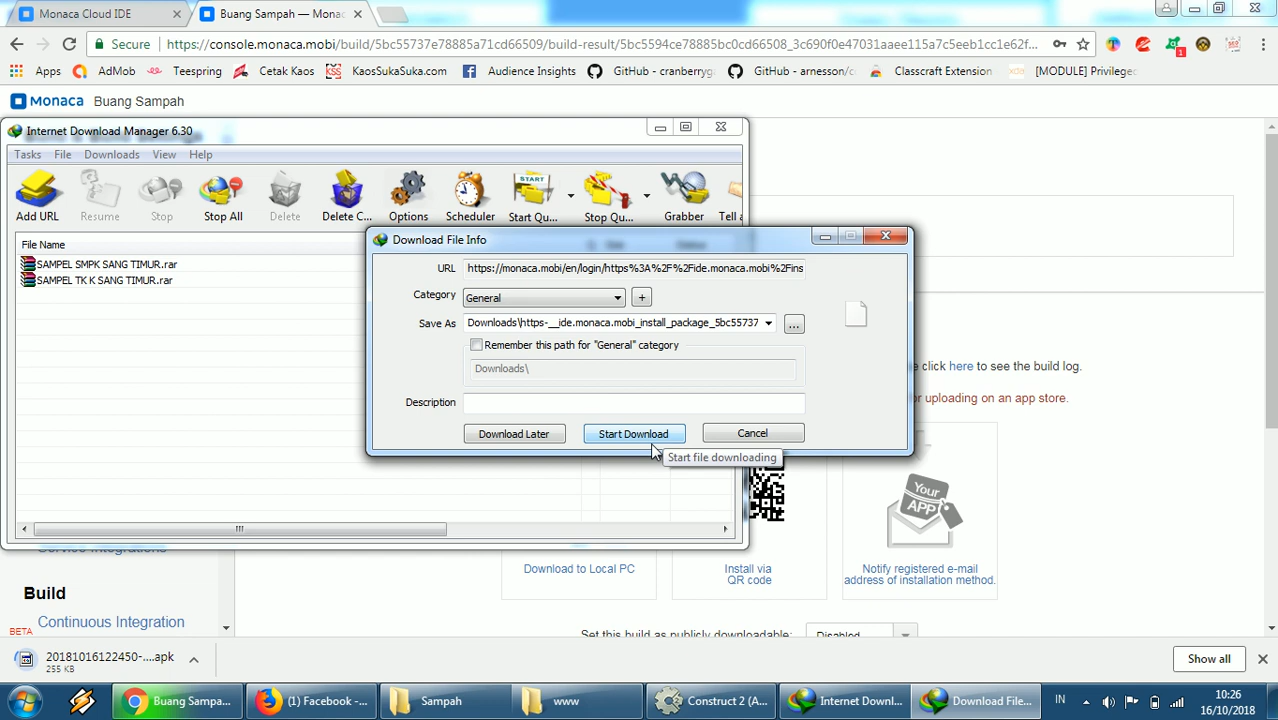 Monaca Cloud IDE
Buang Sampah — Monac
Secure
https://console.monaca.mobi/build/5bc55737e78885a71cd66509/build-result/5bc5594ce78885bc0cd66508_3c690f0e47031aaee115a7c5eeb1cc1e62f...
Apps
AdMob
Teespring
Cetak Kaos
KaosSukaSuka.com
Audience Insights
GitHub - cranberryg
GitHub - arnesson/co
Classcraft Extension
[MODULE] Privileged
MONACA
Buang Sampah
Internet Download Manager 6.30
Tasks
File
Downloads
View
Help
Add URL
Resume
Stop
Stop All
Delete
Delete C...
Options
Scheduler
Start Qu...
Stop Qu...
Grabber
Tell a
File Name
SAMPEL SMPK SANG TIMUR.rar
SAMPEL TK K SANG TIMUR.rar
Download File Info
URL
https://monaca.mobi/en/login/https%3A%2F%2Fide.monaca.mobi%2Fins
Category
General
+
Save As
Downloads\https-__ide.monaca.mobi_install_package_5bc55737
...
Remember this path for "General" category
Downloads\
Description
Download Later
Start Download
Cancel
Start file downloading
e click here to see the build log.
or uploading on an app store.
Your
APP
Download to Local PC
Install via
QR code
Notify registered e-mail
address of installation method.
Service Integrations
Build
Continuous Integration
BETA
Set this build as publicly downloadable:
Disabled
20181016122450-....apk
255 KB
Show all
Buang Sampa...
(1) Facebook -...
Sampah
www
Construct 2 (A...
Internet Downl...
Download File...
IN
10:26
16/10/2018